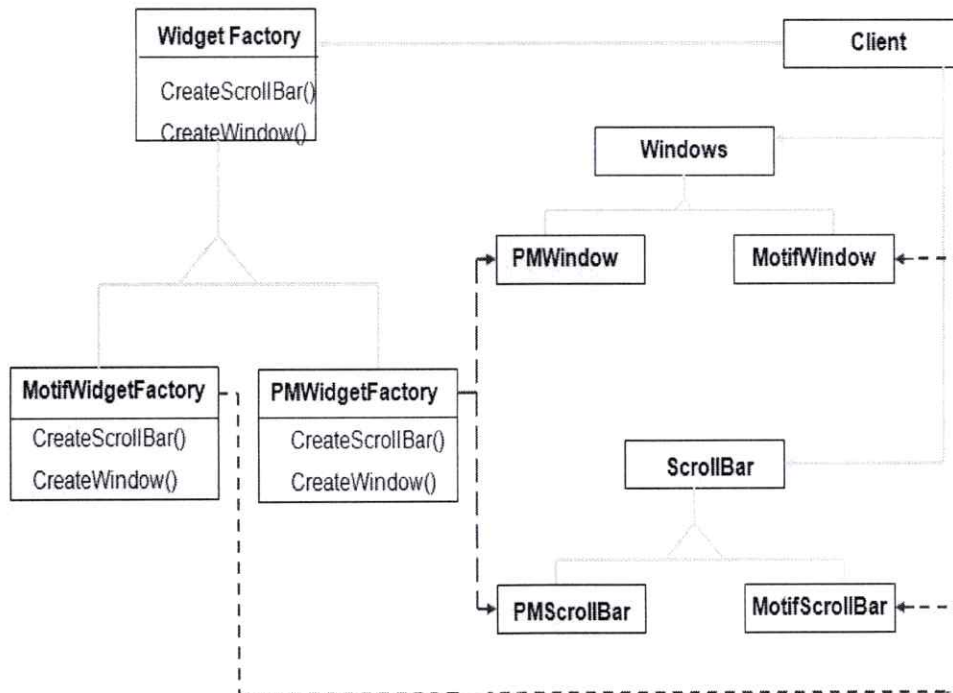 Widget Factory
CreateScrollBar()
CreateWindow()
Client
Windows
PMWindow
MotifWindow
MotifWidgetFactory
CreateScrollBar()
CreateWindow()
PMWidgetFactory
CreateScrollBar()
CreateWindow()
ScrollBar
PMScrollBar
MotifScrollBar